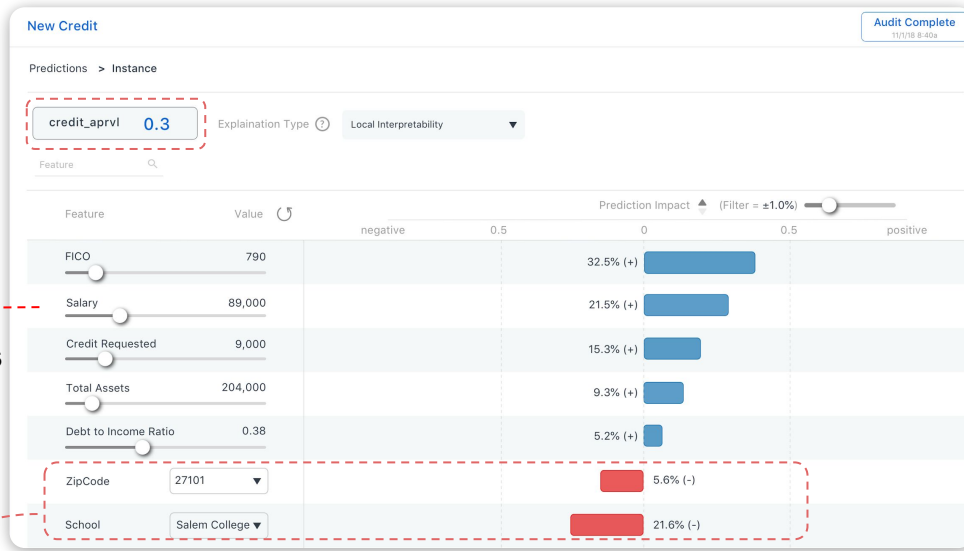 New Credit
Audit Complete
11/1/18 8:40a
Predictions > Instance
credit_aprvl 0.3
Explaination Type ? Local Interpretability
Feature
Feature Value Prediction Impact (Filter = ±1.0%)
negative 0.5 0 0.5 positive
FICO 790 32.5% (+)
Salary 89,000 21.5% (+)
Credit Requested 9,000 15.3% (+)
Total Assets 204,000 9.3% (+)
Debt to Income Ratio 0.38 5.2% (+)
ZipCode 27101 5.6% (-)
School Salem College 21.6% (-)